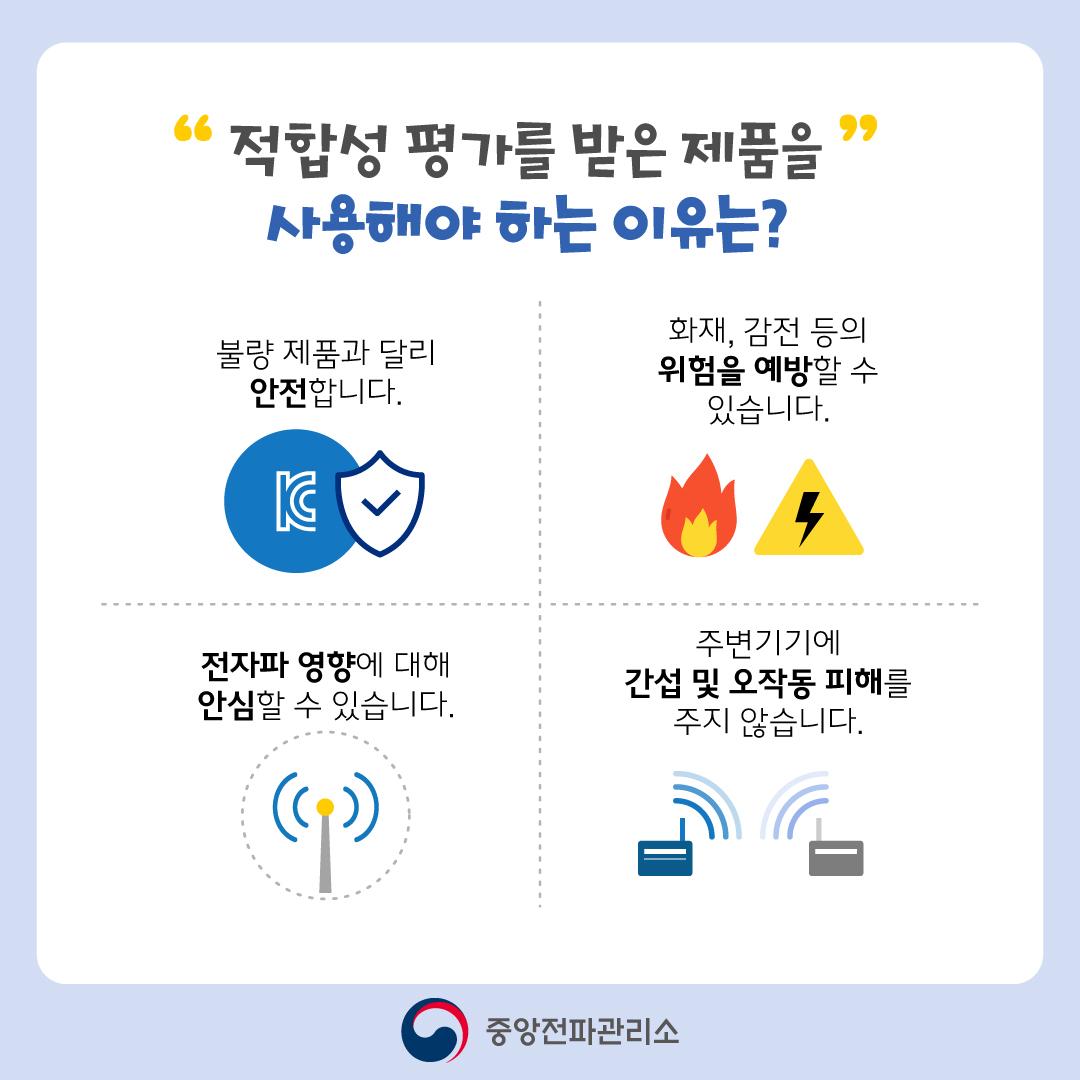 “ 적합성 평가를 받은 제품을 ”
사용해야 하는 이유는?
불량 제품과 달리
안전합니다.
KC
화재, 감전 등의
위험을 예방할 수
있습니다.
전자파 영향에 대해
안심할 수 있습니다.
주변기기에
간섭 및 오작동 피해를
주지 않습니다.
중앙전파관리소